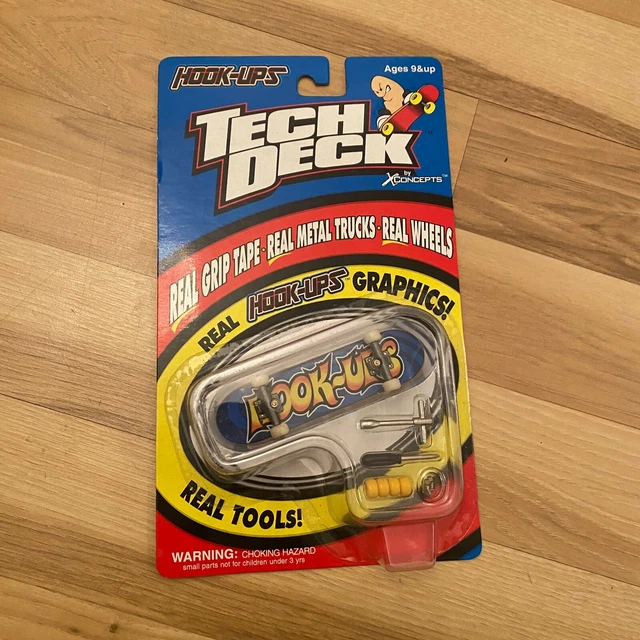 HOOK-UPS
Ages 9&up
TECH
DECK
by
XCONCEPTS™
REAL GRIP TAPE - REAL METAL TRUCKS - REAL WHEELS
REAL HOOK-UPS GRAPHICS!
HOOK-UPS
REAL TOOLS!
WARNING: CHOKING HAZARD
small parts not for children under 3 yrs